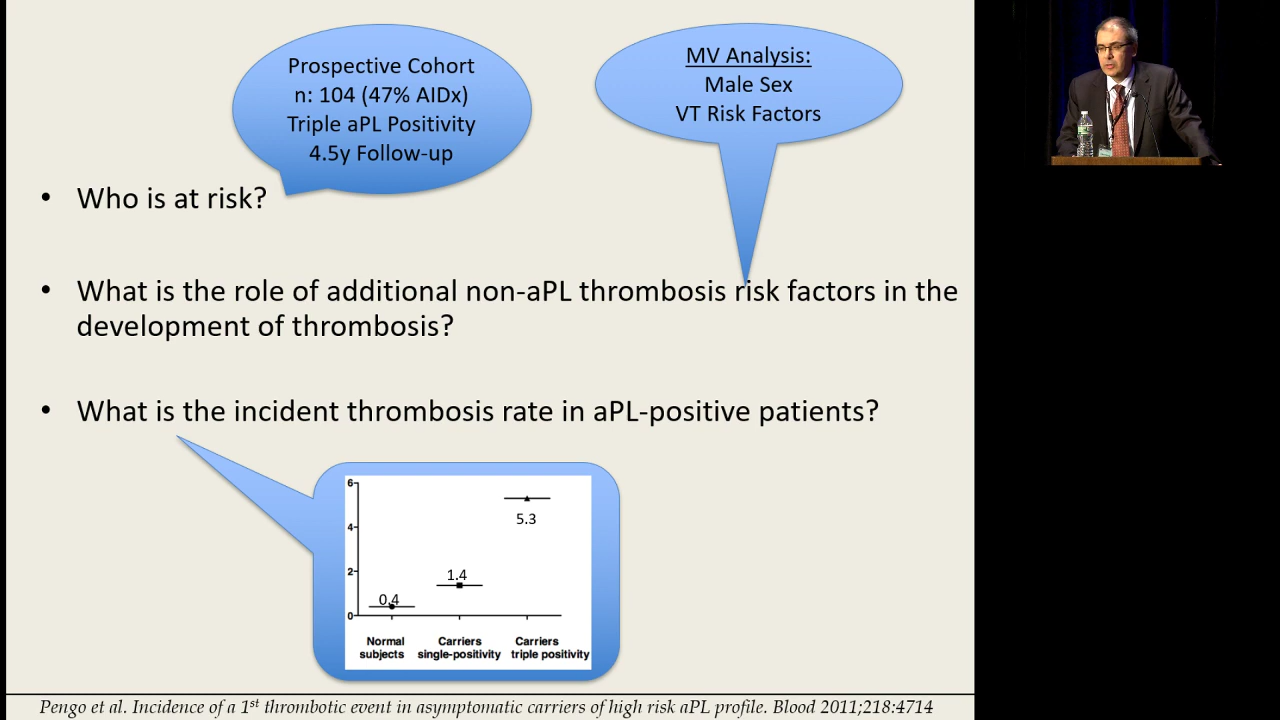 Prospective Cohort
n: 104 (47% AIDx)
Triple aPL Positivity
4.5y Follow-up
MV Analysis:
Male Sex
VT Risk Factors
• Who is at risk?
• What is the role of additional non-aPL thrombosis risk factors in the
development of thrombosis?
• What is the incident thrombosis rate in aPL-positive patients?
6
4
2
0
0.4
1.4
5.3
Normal
subjects
Carriers
single-positivity
Carriers
triple positivity
Pengo et al. Incidence of a 1st thrombotic event in asymptomatic carriers of high risk aPL profile. Blood 2011;218:4714